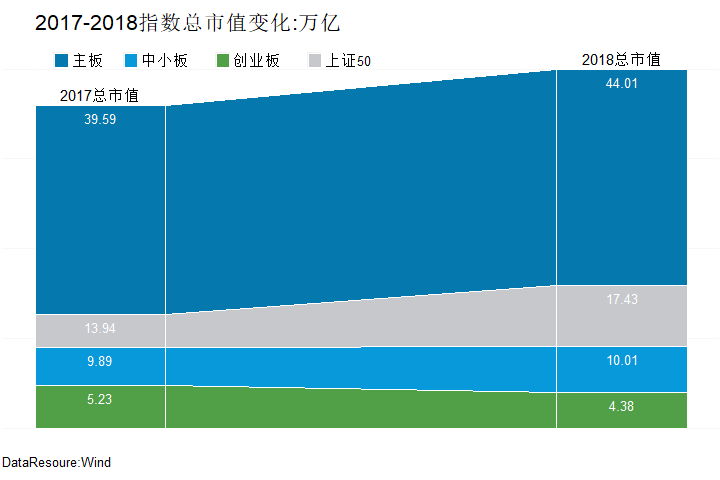 2017-2018指数总市值变化:万亿
主板 中小板 创业板 上证50
2018总市值
2017总市值
44.01
39.59
17.43
13.94
9.89 10.01
5.23
4.38
DataResoure:Wind